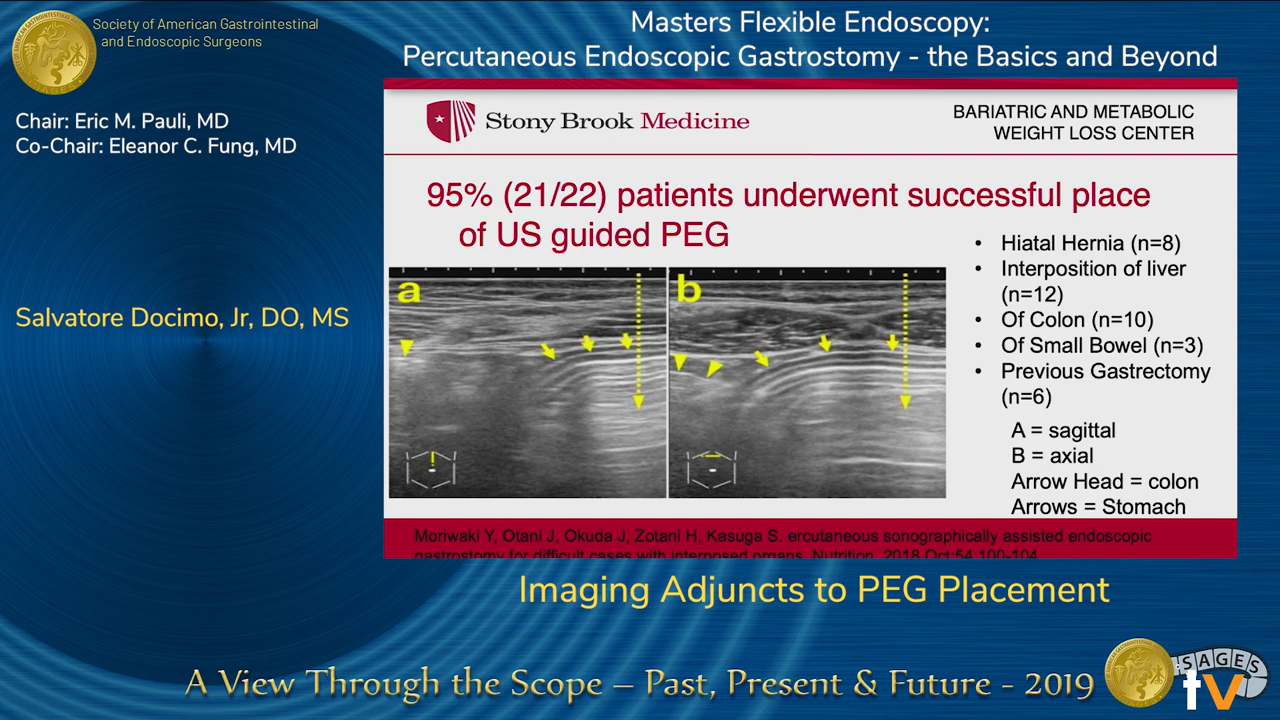 Society of American Gastrointestinal
and Endoscopic Surgeons
Masters Flexible Endoscopy:
Percutaneous Endoscopic Gastrostomy - the Basics and Beyond
Chair: Eric M. Pauli, MD
Co-Chair: Eleanor C. Fung, MD
Salvatore Docimo, Jr, DO, MS
Stony Brook Medicine
BARIATRIC AND METABOLIC
WEIGHT LOSS CENTER
95% (21/22) patients underwent successful place
of US guided PEG
a
b
• Hiatal Hernia (n=8)
• Interposition of liver
(n=12)
• Of Colon (n=10)
• Of Small Bowel (n=3)
• Previous Gastrectomy
(n=6)
A = sagittal
B = axial
Arrow Head = colon
Arrows = Stomach
Moriwaki Y, Otani J, Okuda J, Zotani H, Kasuga S. ercutaneous sonographically assisted endoscopic
gastrostomy for difficult cases with interposed organs. Nutrition. 2018 Oct;54:100-104
Imaging Adjuncts to PEG Placement
A View Through the Scope – Past, Present & Future - 2019
SAGES
tv